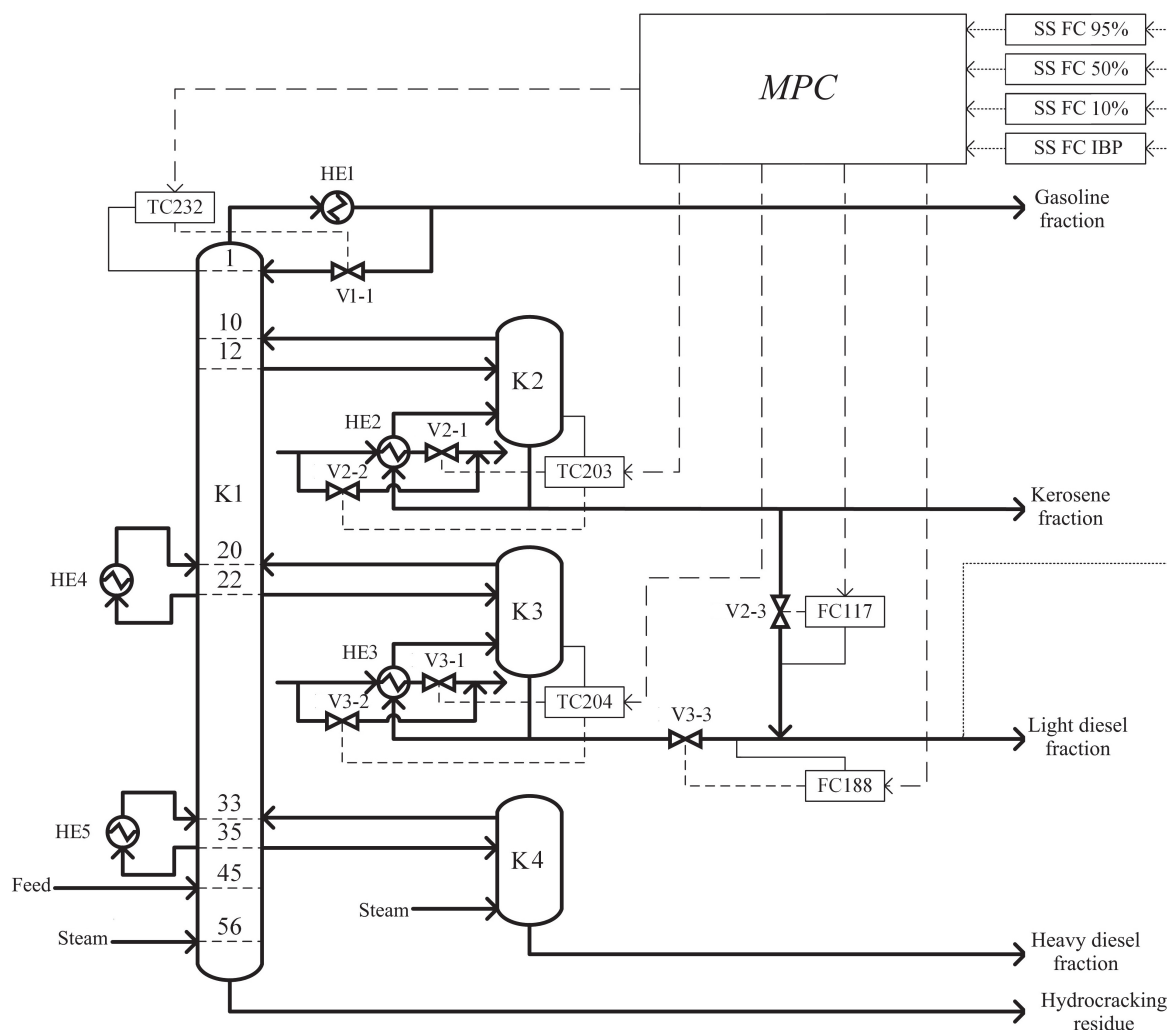 SS FC 95%
MPC
SS FC 50%
SS FC 10%
SS FC IBP
HE1
TC232
Gasoline
fraction
1
V1-1
10
12
K2
HE2
V2-1
V2-2
TC203
K1
Kerosene
fraction
20
22
HE4
K3
V2-3
FC117
HE3
V3-1
V3-2
TC204
V3-3
Light diesel
fraction
FC188
33
HE5
35
K4
45
Feed
Steam
56
Steam
Heavy diesel
fraction
Hydrocracking
residue